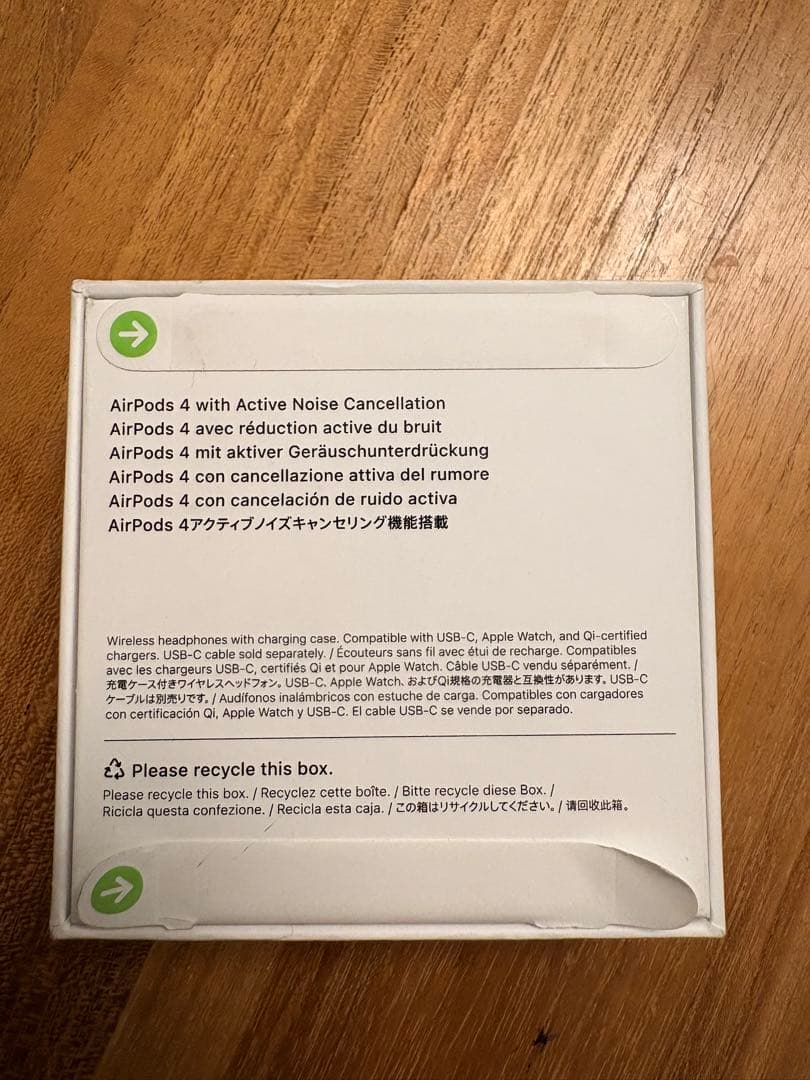 AirPods 4 with Active Noise Cancellation
AirPods 4 avec réduction active du bruit
AirPods 4 mit aktiver Geräuschunterdrückung
AirPods 4 con cancellazione attiva del rumore
AirPods 4 con cancelación de ruido activa
AirPods 4アクティブノイズキャンセリング機能搭載
Wireless headphones with charging case. Compatible with USB-C, Apple Watch, and Qi-certified
chargers. USB-C cable sold separately. / Écouteurs sans fil avec étui de recharge. Compatibles
avec les chargeurs USB-C, certifiés Qi et pour Apple Watch. Câble USB-C vendu séparément. /
充電ケース付きワイヤレスヘッドフォン。USB-C、Apple Watch、およびQi規格の充電器と互換性があります。USB-C
ケーブルは別売りです。/ Audífonos inalámbricos con estuche de carga. Compatibles con cargadores
con certificación Qi, Apple Watch y USB-C. El cable USB-C se vende por separado.
Please recycle this box.
Please recycle this box. / Recyclez cette boîte. / Bitte recycle diese Box. /
Ricicla questa confezione. / Recicla esta caja. / この箱はリサイクルしてください。/ 请回收此箱。